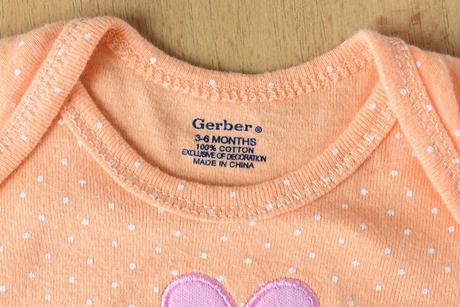 Gerber®
3-6 MONTHS
100% COTTON
EXCLUSIVE OF DECORATION
MADE IN CHINA